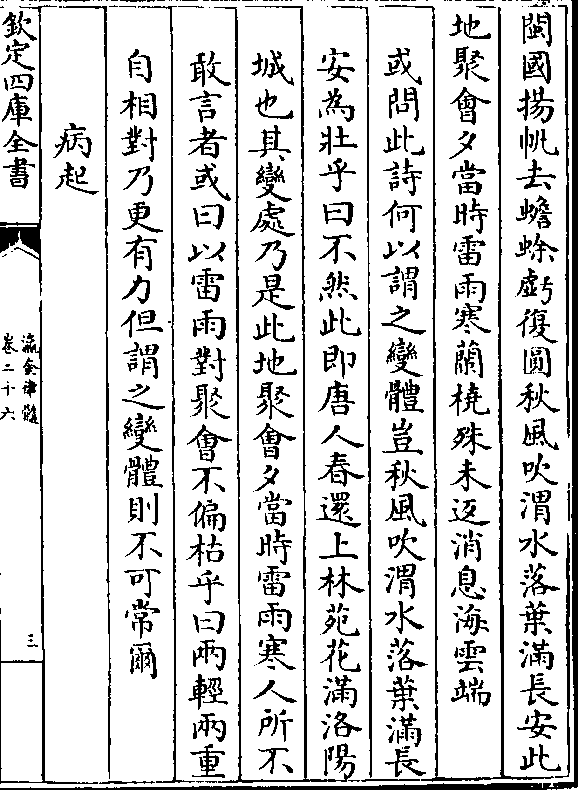 閩國揚帆去蟾蜍虧復圓秋風吹渭水落葉滿長安此
地聚會夕當時雷雨寒蘭橈殊未返消息海雲端
或問此詩何以謂之變體豈秋風吹渭水落葉滿長
安為壯乎曰不然此即唐人春還上林苑花滿洛陽
城也其變處乃是此地聚會夕當時雷雨寒人所不
敢言者或曰以雷雨對聚會不偏枯乎曰兩輕兩重
自相對乃更有力但謂之變體則不可常爾
病起
欽定四庫全書
瀛奎律髓
卷二十六
三